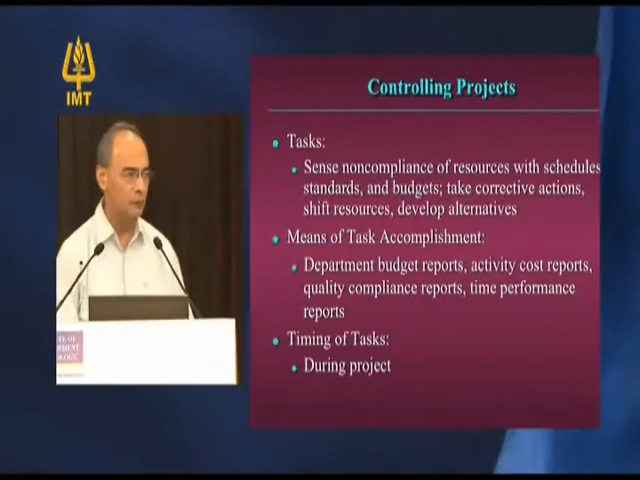 IMT
Controlling Projects
Tasks:
Sense noncompliance of resources with schedules
standards, and budgets; take corrective actions,
shift resources, develop alternatives
Means of Task Accomplishment:
Department budget reports, activity cost reports,
quality compliance reports, time performance
reports
Timing of Tasks:
During project